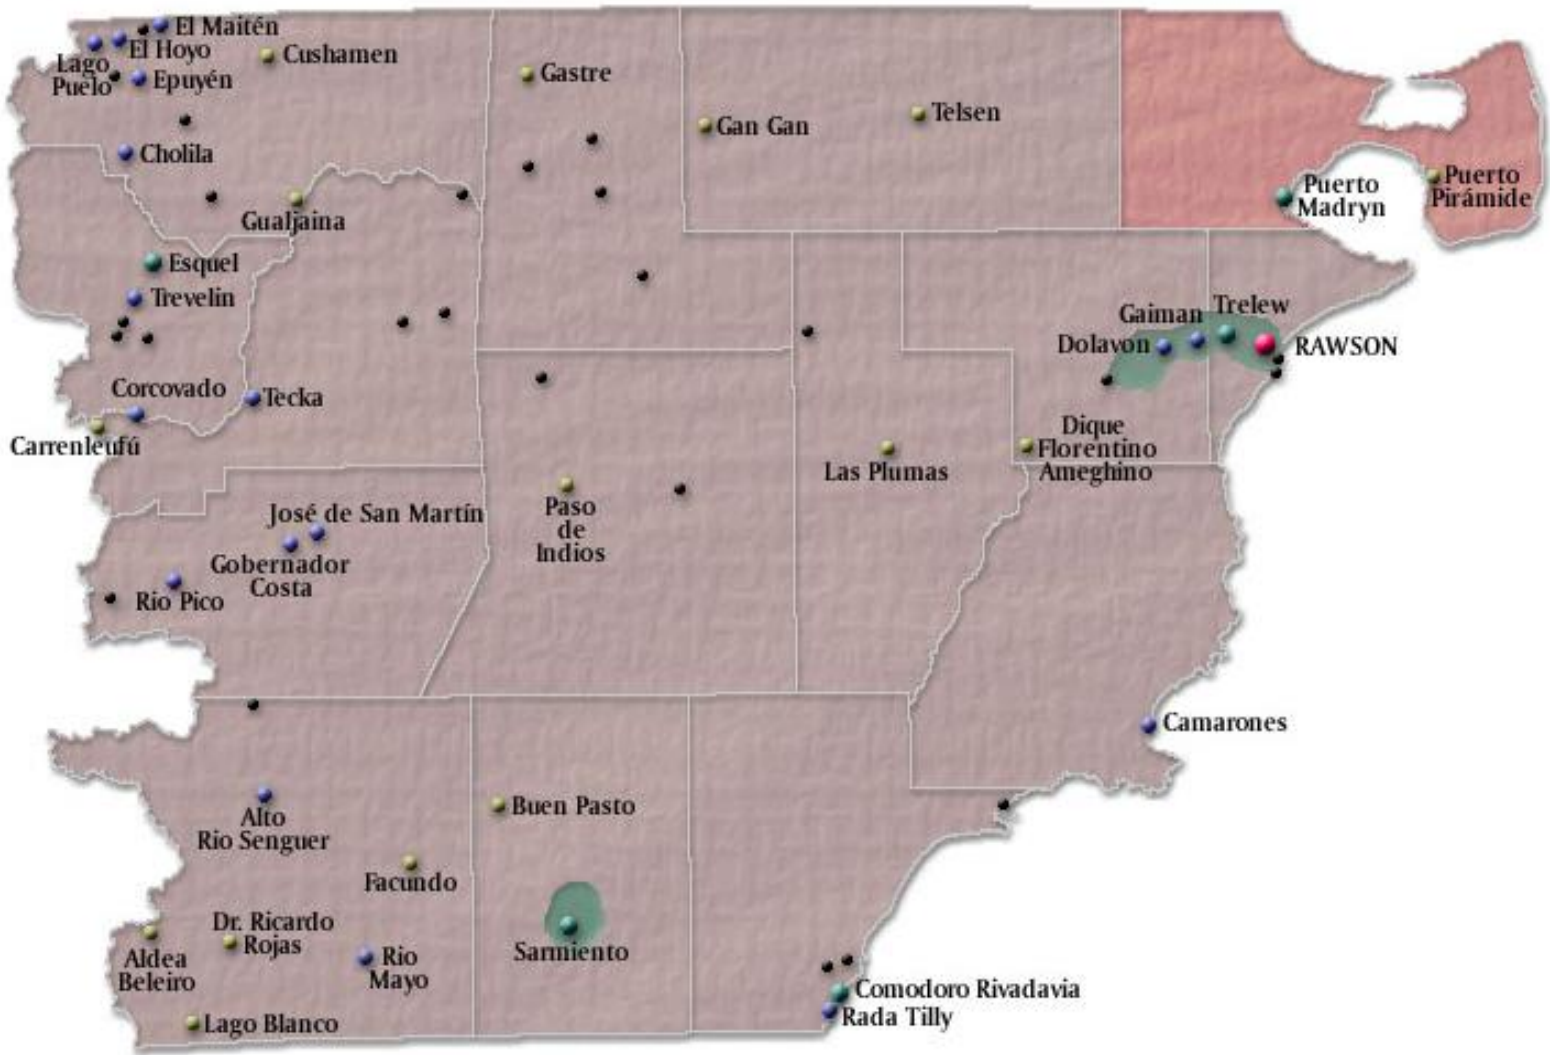 El Maitén
El Hoyo
Lago
Puelo
Epuyén
Cushamen
Cholila
Gualjaina
Gastre
Gan Gan
Telsen
Puerto
Madryn
Puerto
Pirámide
Esquel
Trevelin
Corcovado
Tecka
Carrenleufú
Gaiman
Trelew
Dolavon
RAWSON
Dique
Florentino
Ameghino
Las Plumas
Paso
de
Indios
José de San Martín
Gobernador
Costa
Rio Pico
Camarones
Alto
Rio Senguer
Buen Pasto
Facundo
Dr. Ricardo
Rojas
Aldea
Beleiro
Rio
Mayo
Sarmiento
Lago Blanco
Comodoro Rivadavia
Rada Tilly